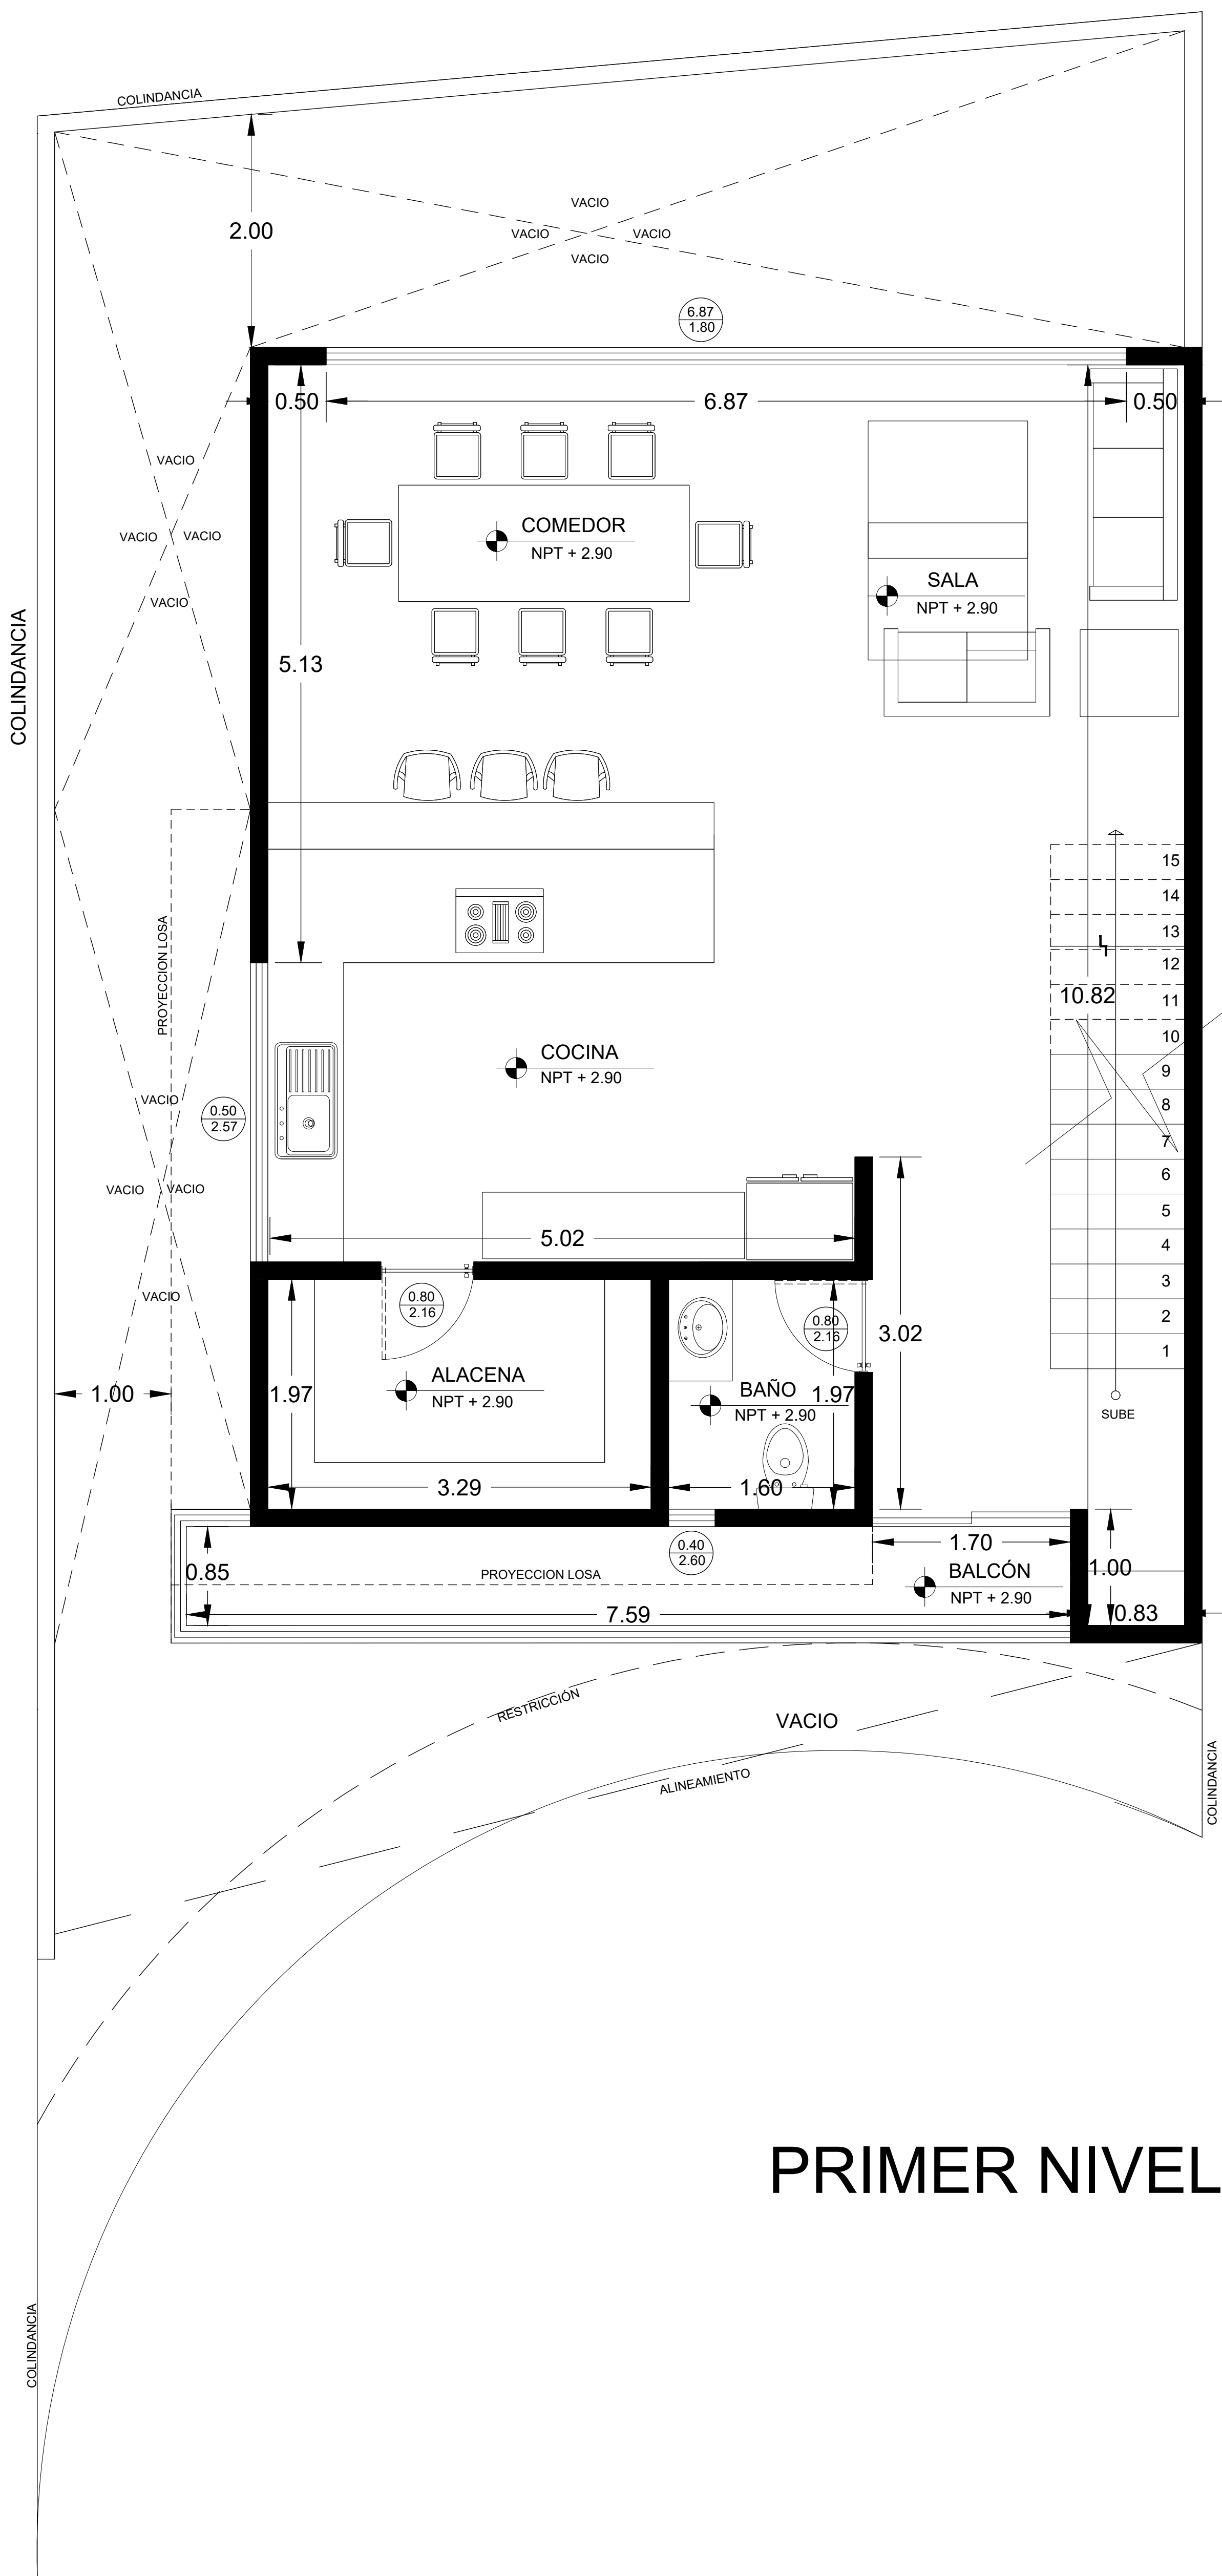 COLINDANCIA
2.00
VACIO
VACIO
VACIO
VACIO
6.87
1.80
0.50
6.87
0.50
VACIO
VACIO
VACIO
VACIO
COMEDOR
NPT + 2.90
SALA
NPT + 2.90
COLINDANCIA
5.13
15
14
13
12
11
10
9
8
7
6
5
4
3
2
1
10.82
SUBE
PROYECCION LOSA
COCINA
NPT + 2.90
VACIO
0.50
2.57
VACIO
VACIO
VACIO
5.02
0.80
2.16
0.80
2.16
3.02
1.00
1.97
ALACENA
NPT + 2.90
BAÑO
NPT + 2.90
1.97
3.29
1.60
0.40
2.60
1.70
0.85
PROYECCION LOSA
BALCÓN
NPT + 2.90
1.00
7.59
0.83
RESTRICCIÓN
VACIO
ALINEAMIENTO
COLINDANCIA
PRIMER NIVEL
COLINDANCIA